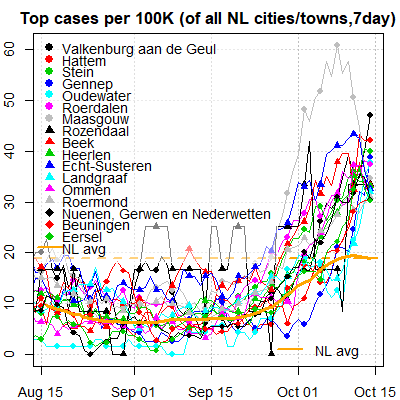 Top cases per 100K (of all NL cities/towns,7day)
60
50
40
30
20
10
0
Valkenburg aan de Geul
Hattem
Stein
Gennep
Oudewater
Roerdalen
Maasgouw
Rozendaal
Beek
Heerlen
Echt-Susteren
Landgraaf
Ommen
Roermond
Nuenen, Gerwen en Nederwetten
Beuningen
Eersel
NL avg
NL avg
Aug 15
Sep 01
Sep 15
Oct 01
Oct 15